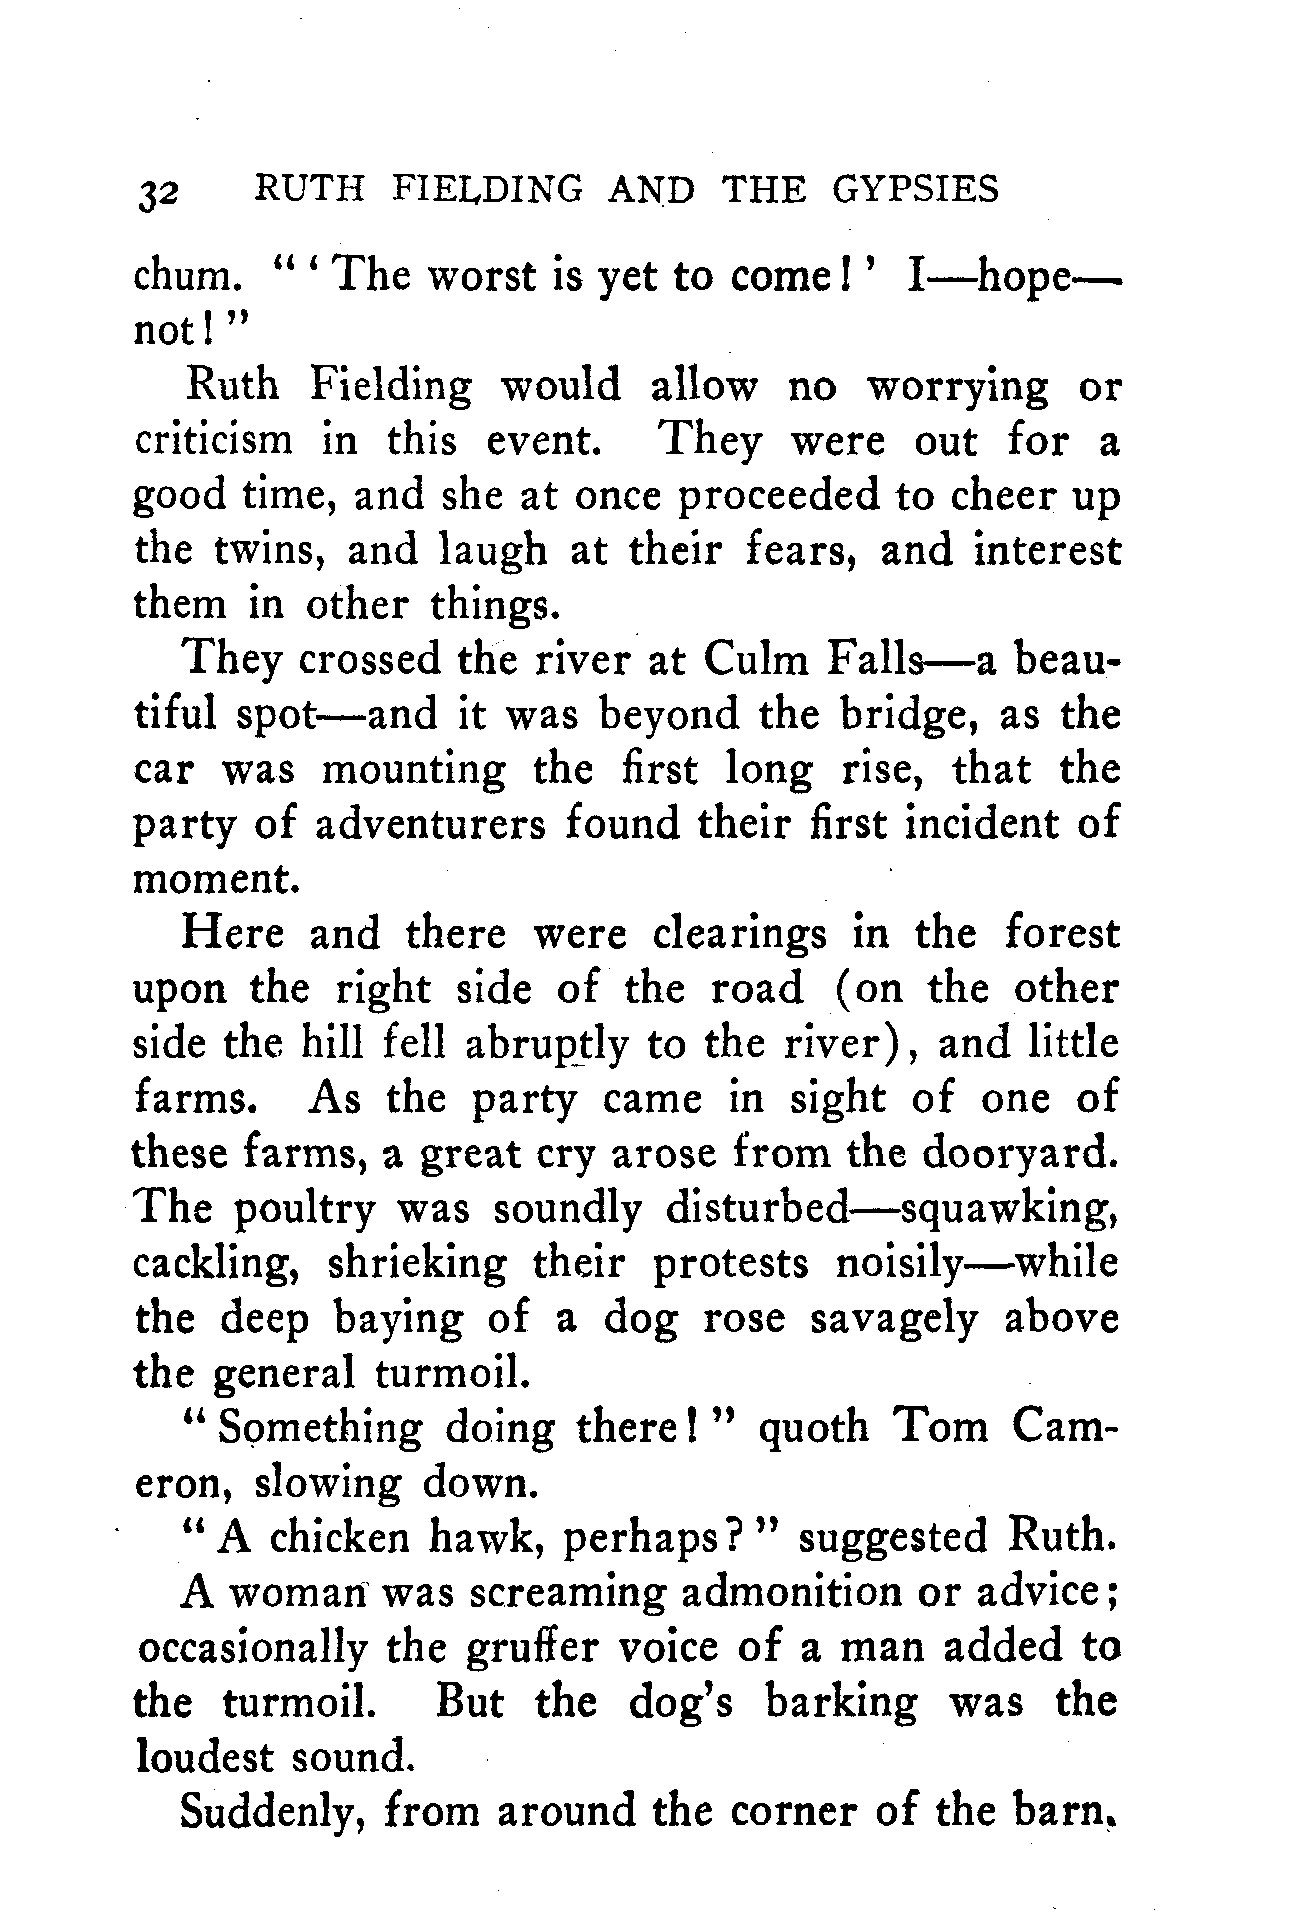 32 RUTH FIELDING AND THE GYPSIES
chum. “ ‘ The worst is yet to come! ’ I—hope—
not! ”
Ruth Fielding would allow no worrying or
criticism in this event. They were out for a
good time, and she at once proceeded to cheer up
the twins, and laugh at their fears, and interest
them in other things.
They crossed the river at Culm Falls—a beau-
tiful spot—and it was beyond the bridge, as the
car was mounting the first long rise, that the
party of adventurers found their first incident of
moment.
Here and there were clearings in the forest
upon the right side of the road (on the other
side the hill fell abruptly to the river), and little
farms. As the party came in sight of one of
these farms, a great cry arose from the dooryard.
The poultry was soundly disturbed—squawking,
cackling, shrieking their protests noisily—while
the deep baying of a dog rose savagely above
the general turmoil.
“ Something doing there! ” quoth Tom Cam-
eron, slowing down.
“ A chicken hawk, perhaps? ” suggested Ruth.
A woman was screaming admonition or advice;
occasionally the gruffer voice of a man added to
the turmoil. But the dog’s barking was the
loudest sound.
Suddenly, from around the corner of the barn,